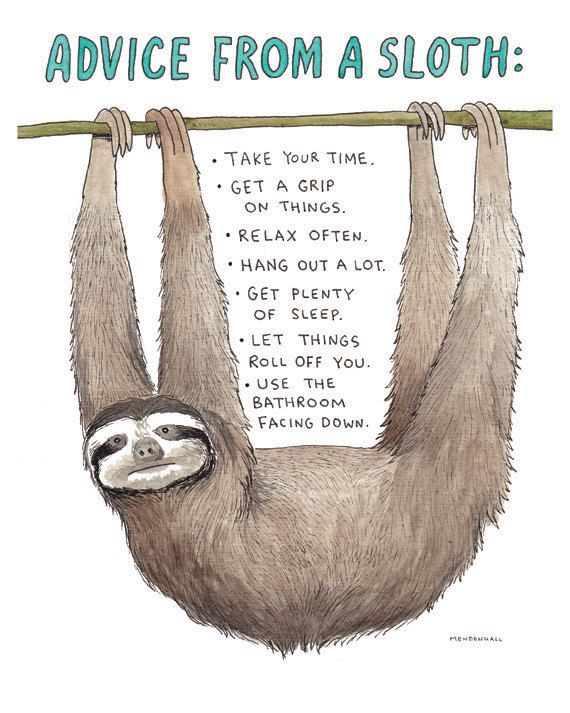 ADVICE FROM A SLOTH:
• TAKE YOUR TIME.
• GET A GRIP
ON THINGS.
• RELAX OFTEN.
• HANG OUT A LOT.
• GET PLENTY
OF SLEEP.
• LET THINGS
ROLL OFF YOU.
• USE THE
BATHROOM
FACING DOWN.
MENDENHALL